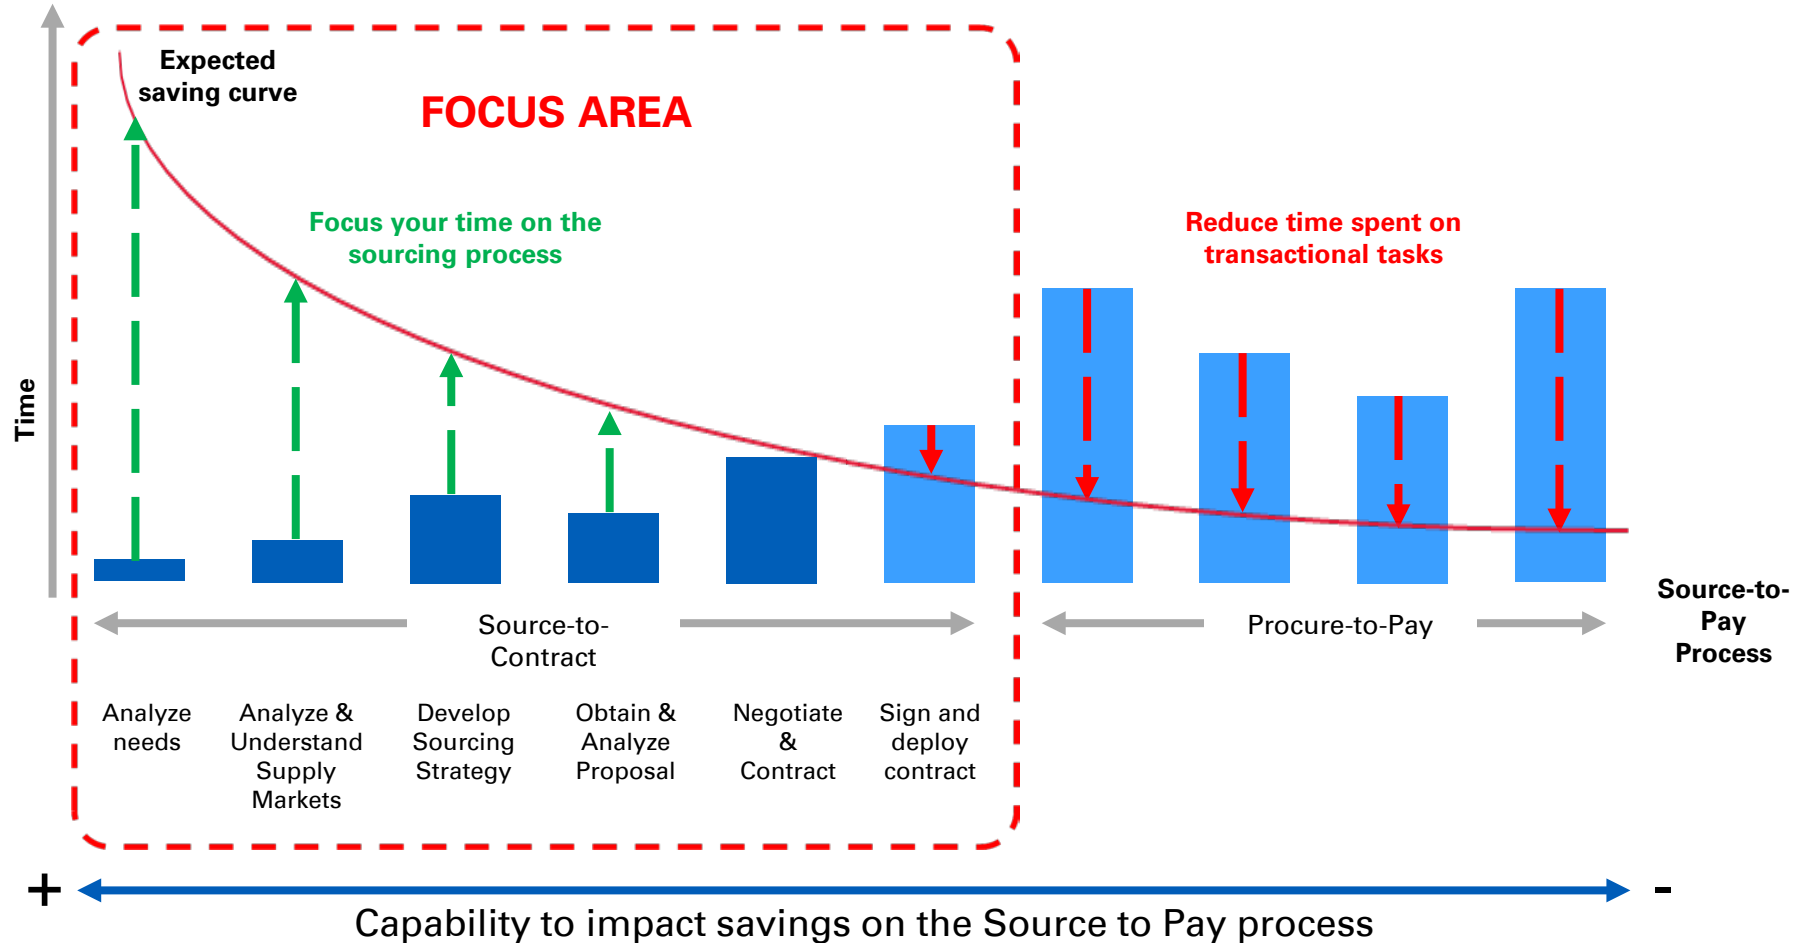 Expected
saving curve
FOCUS AREA
Focus your time on the
sourcing process
Reduce time spent on
transactional tasks
Time
Source-to-
Contract
Procure-to-Pay
Source-to-
Pay
Process
Analyze
needs
Analyze &
Understand
Supply
Markets
Develop
Sourcing
Strategy
Obtain &
Analyze
Proposal
Negotiate
&
Contract
Sign and
deploy
contract
+
-
Capability to impact savings on the Source to Pay process